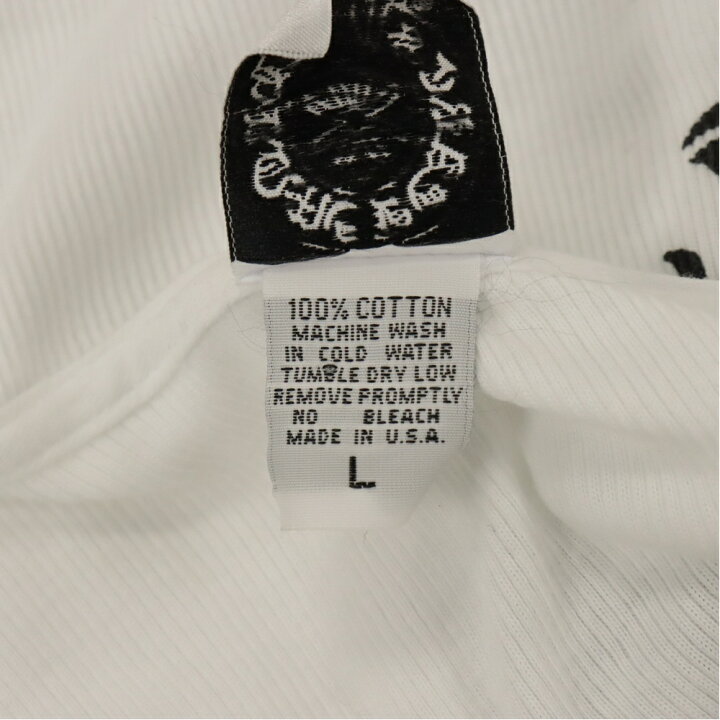 100% COTTON
MACHINE WASH
IN COLD WATER
TUMBLE DRY LOW
REMOVE PROMPTLY
NO BLEACH
MADE IN U.S.A.
L